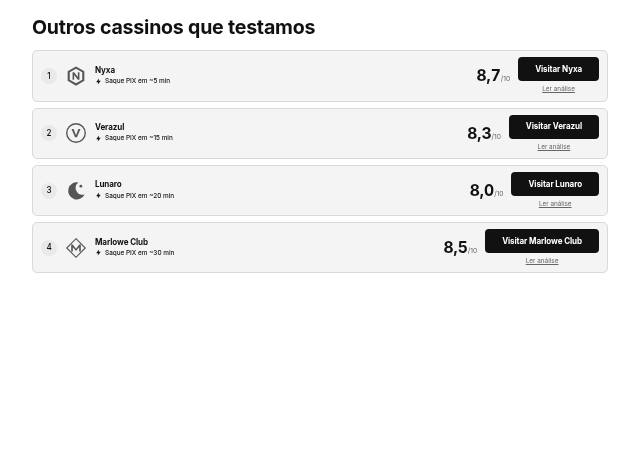 Outros cassinos que testamos
1
N
Nyxa
Saque PIX em ~5 min
8,7/10
Visitar Nyxa
Ler análise
2
V
Verazul
Saque PIX em ~15 min
8,3/10
Visitar Verazul
Ler análise
3
Lunaro
Saque PIX em ~20 min
8,0/10
Visitar Lunaro
Ler análise
4
M
Marlowe Club
Saque PIX em ~30 min
8,5/10
Visitar Marlowe Club
Ler análise